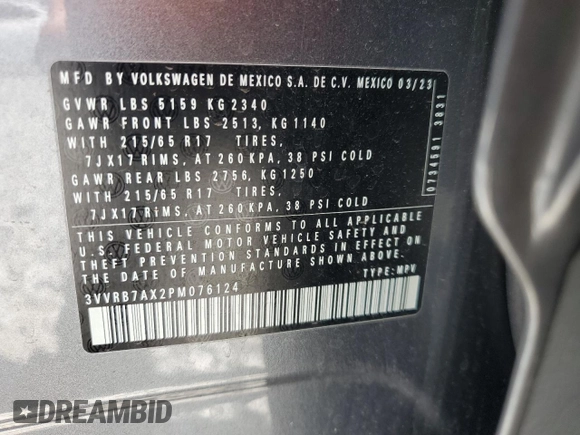 MFD BY VOLKSWAGEN DE MEXICO S.A. DE C.V. MEXICO 03/23
GVWR LBS 5159 KG 2340
GAWR FRONT LBS 2513, KG 1140
WITH 215/65 R17 TIRES,
7JX17 RiMS, AT 260 KPA, 38 PSI COLD
GAWR REAR LBS 2756, KG 1250
WITH 215/65 R17 TIRES,
7JX17 RiMS, AT 260 KPA, 38 PSI COLD
THIS VEHICLE CONFORMS TO ALL APPLICABLE
U.S. FEDERAL MOTOR VEHICLE SAFETY AND
THEFT PREVENTION STANDARDS IN EFFECT ON
THE DATE OF MANUFACTURE SHOWN ABOVE.
3VVRB7AX2PM076124 TYPE: MPV
0734591 3831
DREAMBID